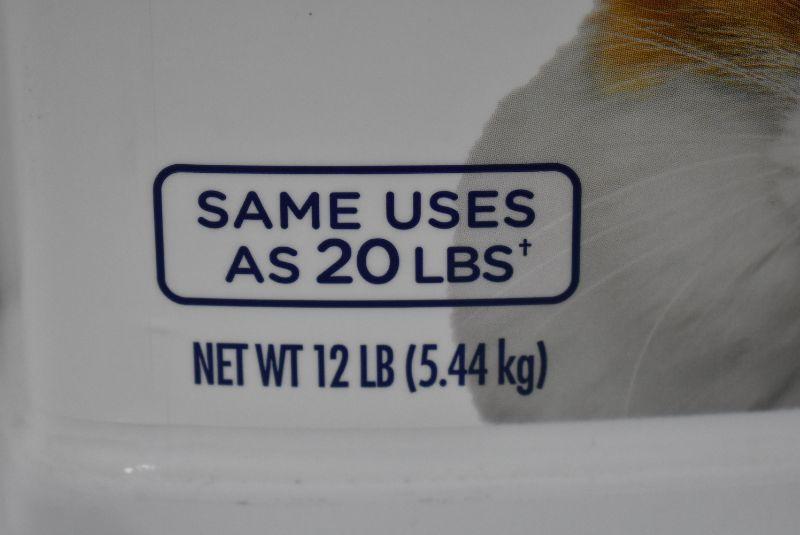 SAME USES
AS 20 LBS†
NET WT 12 LB (5.44 kg)